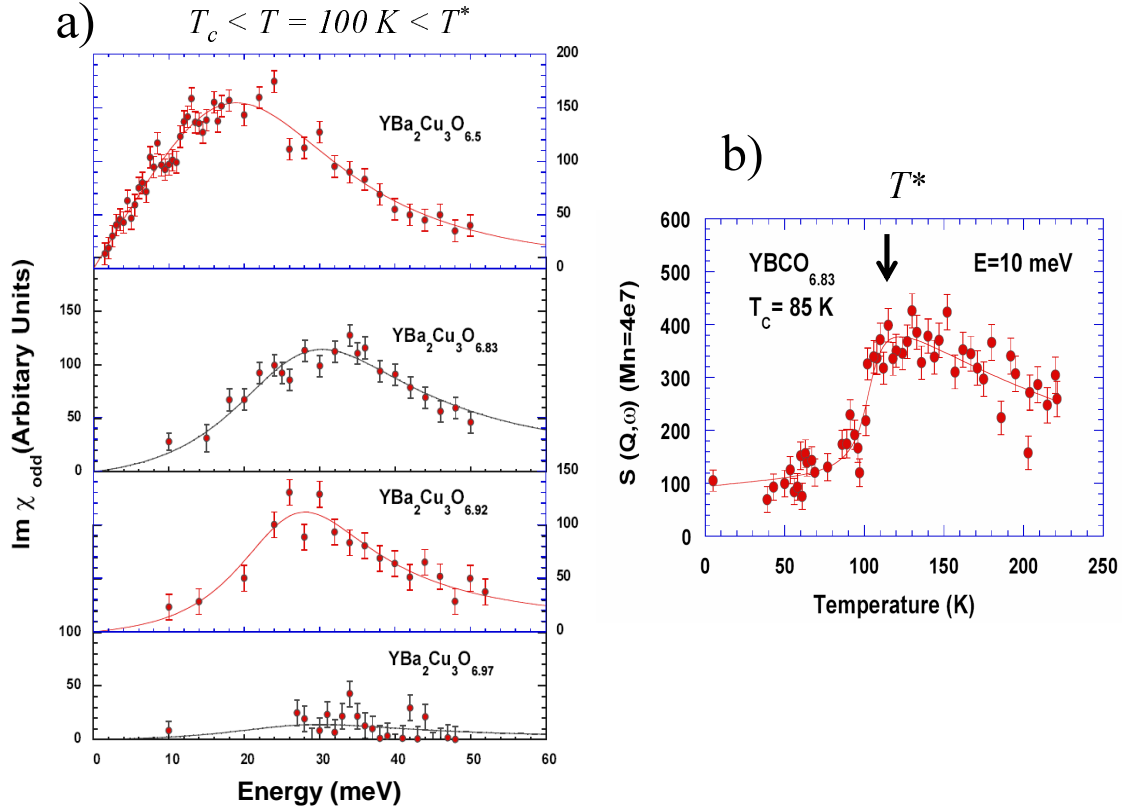 a)
T_c < T = 100 K < T*
200
150
100
50
0
YBa2Cu3O6.5
150
100
50
0
YBa2Cu3O6.83
150
100
50
0
YBa2Cu3O6.92
100
50
0
YBa2Cu3O6.97
Im χ odd(Arbitary Units)
0 10 20 30 40 50 60
Energy (meV)
b)
T*
600
500
400
300
200
100
0
YBCO6.83
E=10 meV
TC= 85 K
S (Q,ω) (Mn=4e7)
0 50 100 150 200 250
Temperature (K)